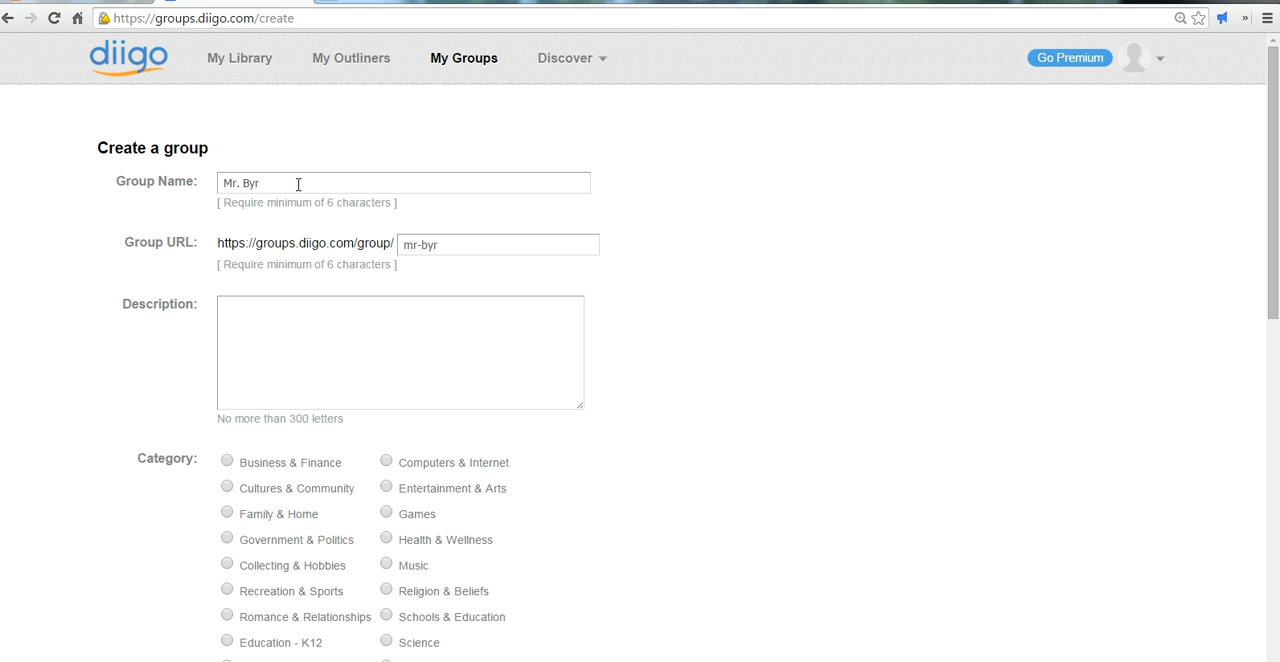 https://groups.diigo.com/create
»
diigo
My Library
My Outliners
My Groups
Discover
Go Premium
Create a group
Group Name:
Mr. Byr
[ Require minimum of 6 characters ]
Group URL:
https://groups.diigo.com/group/
mr-byr
[ Require minimum of 6 characters ]
Description:
No more than 300 letters
Category:
Business & Finance
Computers & Internet
Cultures & Community
Entertainment & Arts
Family & Home
Games
Government & Politics
Health & Wellness
Collecting & Hobbies
Music
Recreation & Sports
Religion & Beliefs
Romance & Relationships
Schools & Education
Education - K12
Science